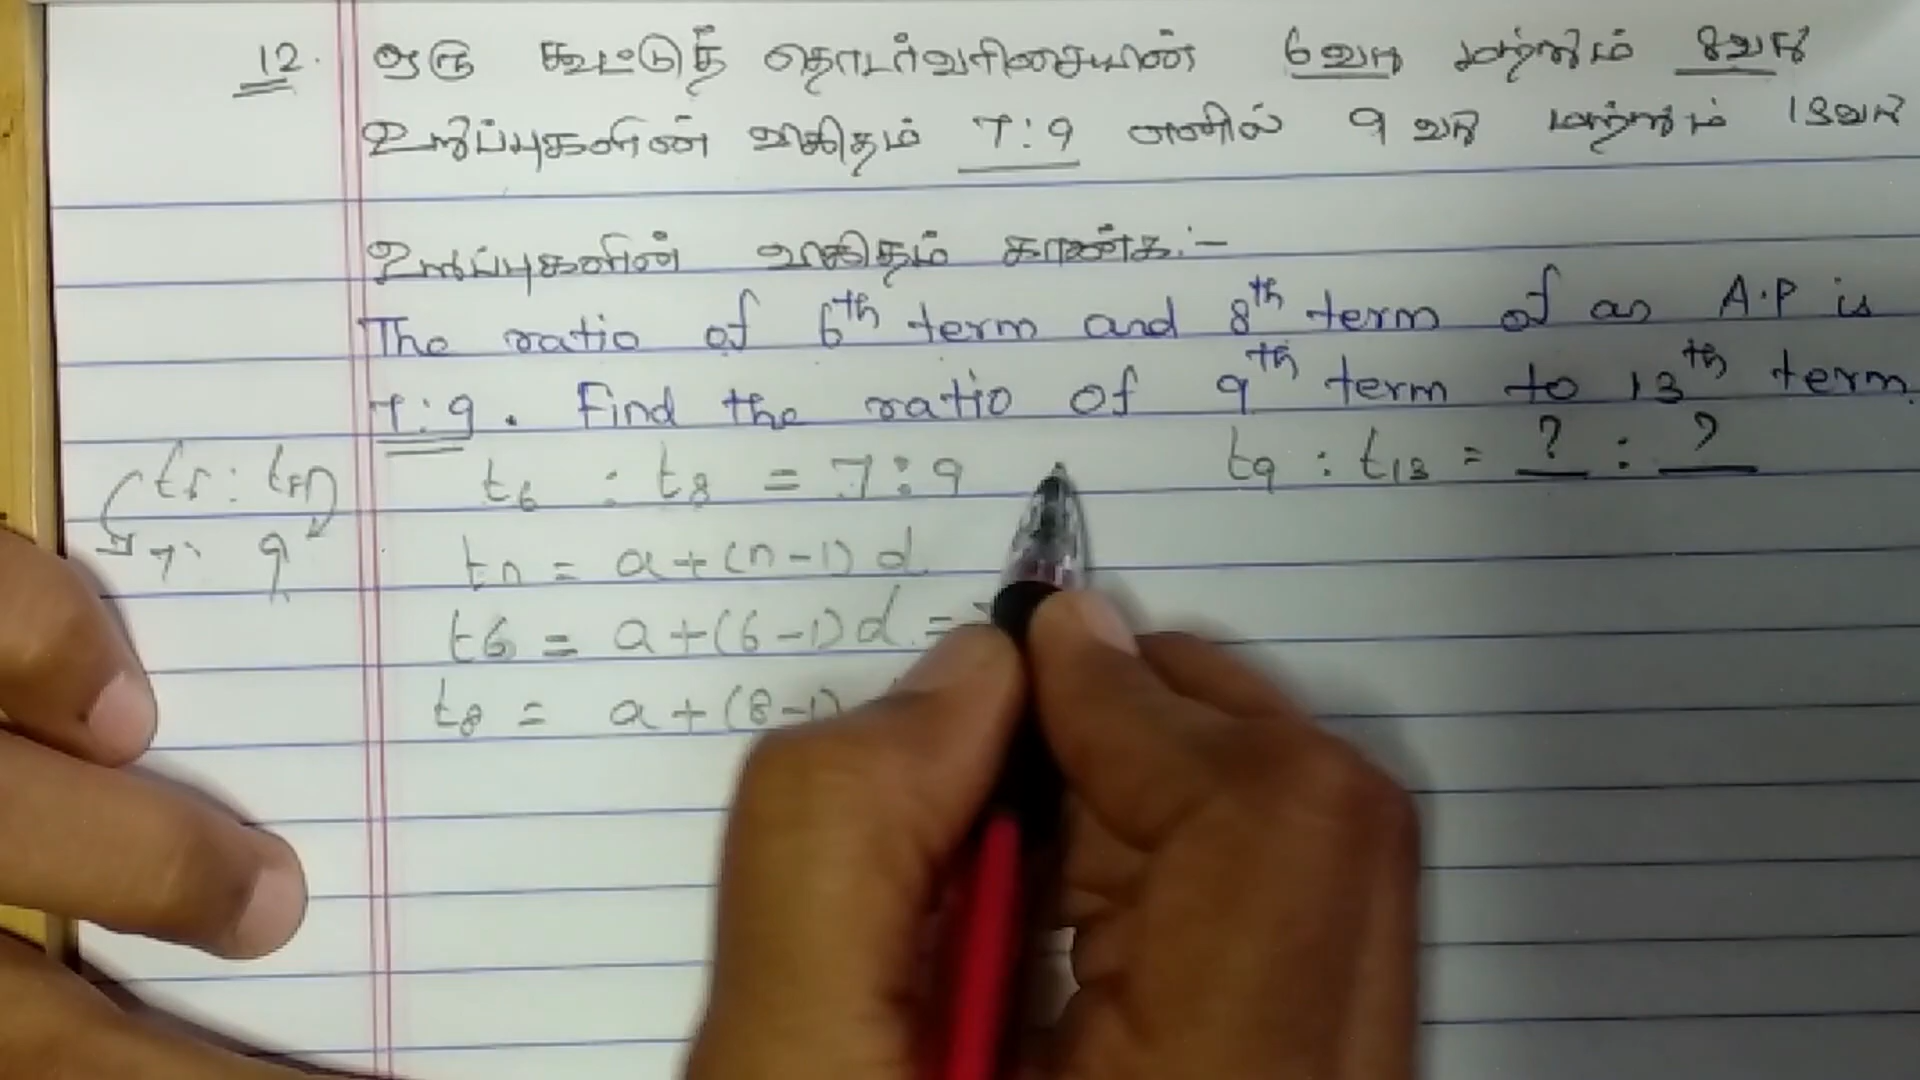 12. ஒரு கூட்டுத் தொடர்வரிசையின் 6வது மற்றும் 8வது
உறுப்புகளின் விகிதம் 7:9 எனில் 9 வது மற்றும் 13வது
உறுப்புகளின் விகிதம் காண்க:-
The ratio of 6th term and 8th term of an A.P is
7:9. Find the ratio of 9th term to 13th term.
t6 : t8 = 7:9
t9 : t13 = ? : ?
7: 9
tn = a+(n-1) d
t6 = a+(6-1)d =
t8 = a+(8-1)